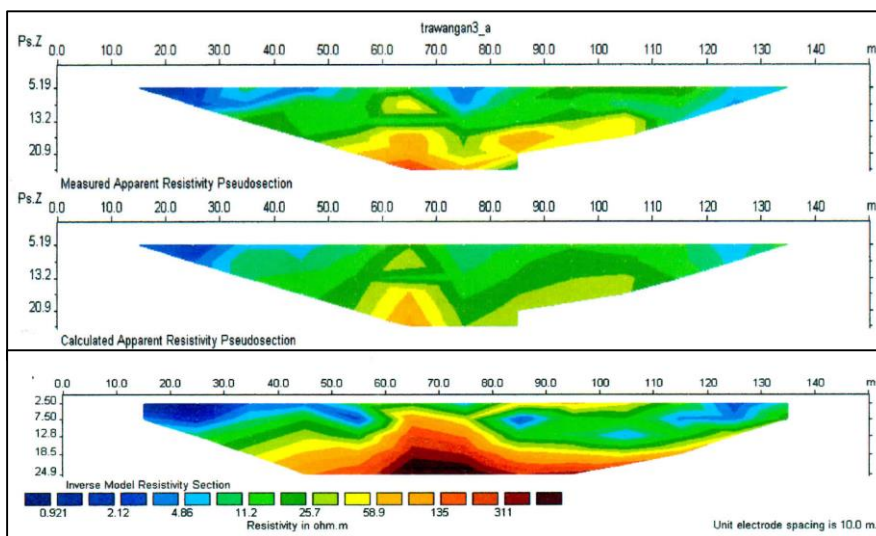 trawangan3_a
Ps.Z 0.0 10.0 20.0 30.0 40.0 50.0 60.0 70.0 80.0 90.0 100 110 120 130 140 m.
5.19
13.2
20.9
Measured Apparent Resistivity Pseudosection
Ps.Z 0.0 10.0 20.0 30.0 40.0 50.0 60.0 70.0 80.0 90.0 100 110 120 130 140 m.
5.19
13.2
20.9
Calculated Apparent Resistivity Pseudosection
0.0 10.0 20.0 30.0 40.0 50.0 60.0 70.0 80.0 90.0 100 110 120 130 140 m.
2.50
7.50
12.8
18.5
24.9
Inverse Model Resistivity Section
0.921 2.12 4.86 11.2 25.7 58.9 135 311
Resistivity in ohm.m
Unit electrode spacing is 10.0 m.